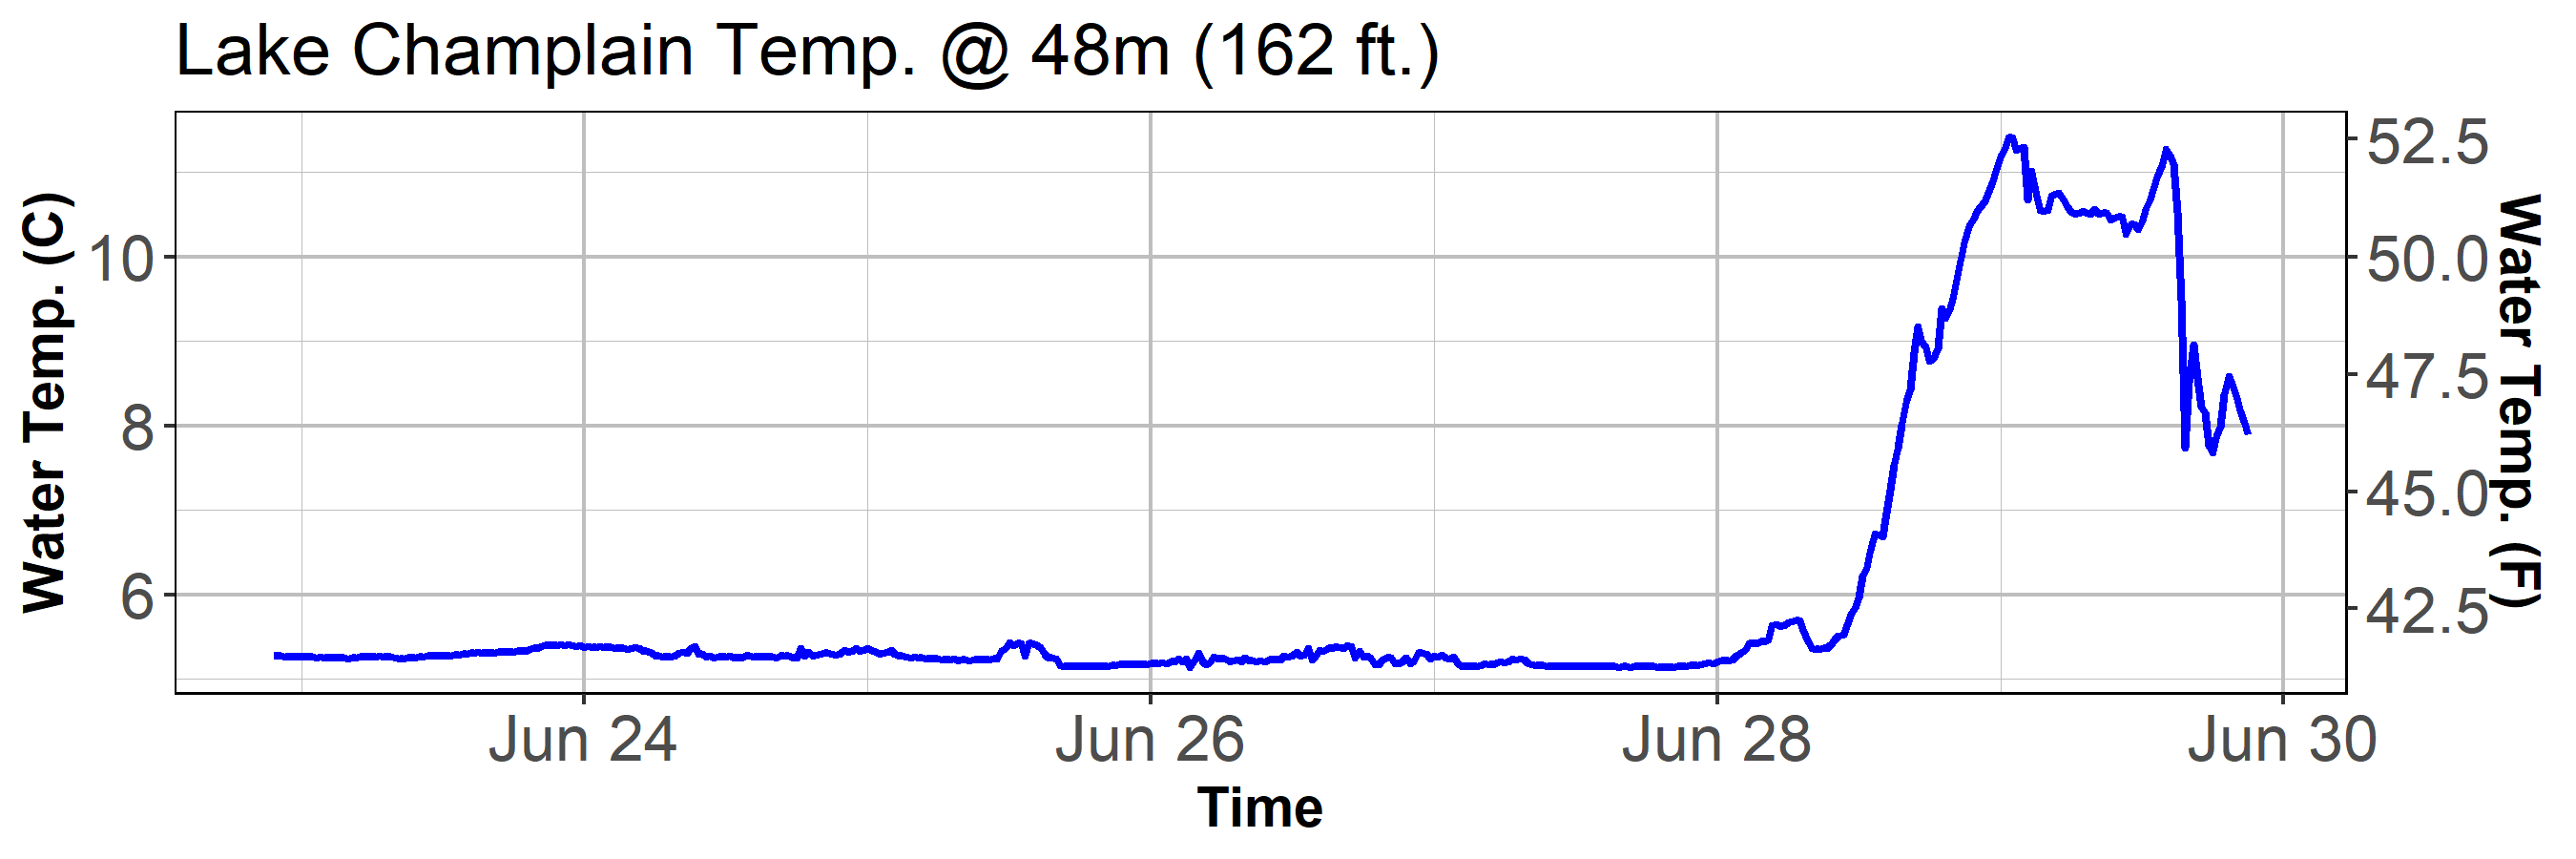 Lake Champlain Temp. @ 48m (162 ft.)
Water Temp. (C)
10
8
6
52.5
50.0
47.5
45.0
42.5
Water Temp. (F)
Jun 24
Jun 26
Jun 28
Jun 30
Time